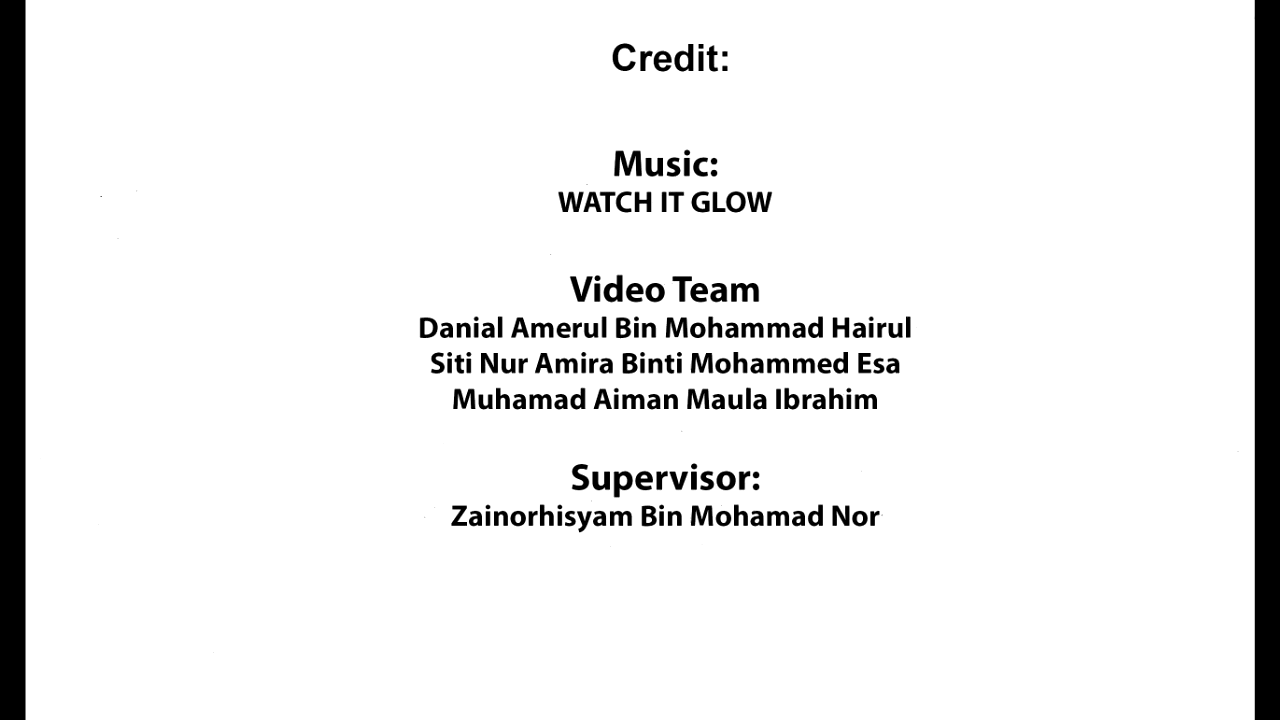 Credit:
Music:
WATCH IT GLOW
Video Team
Danial Amerul Bin Mohammad Hairul
Siti Nur Amira Binti Mohammed Esa
Muhamad Aiman Maula Ibrahim
Supervisor:
Zainorhisyam Bin Mohamad Nor